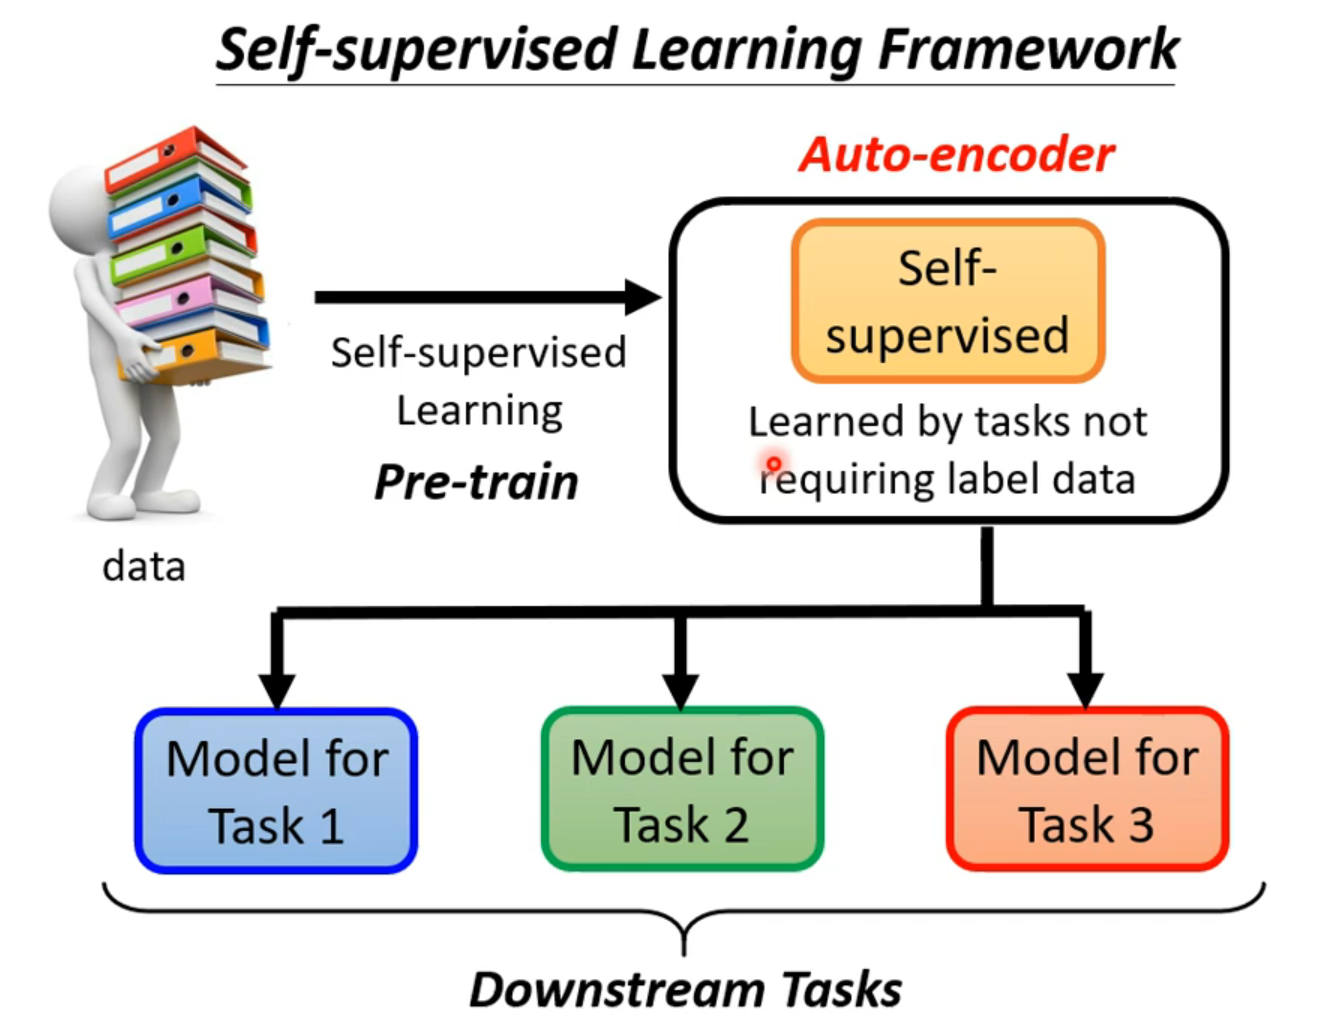 Self-supervised Learning Framework
Auto-encoder
Self-
supervised
Learned by tasks not
requiring label data
Self-supervised
Learning
Pre-train
data
Model for
Task 1
Model for
Task 2
Model for
Task 3
Downstream Tasks